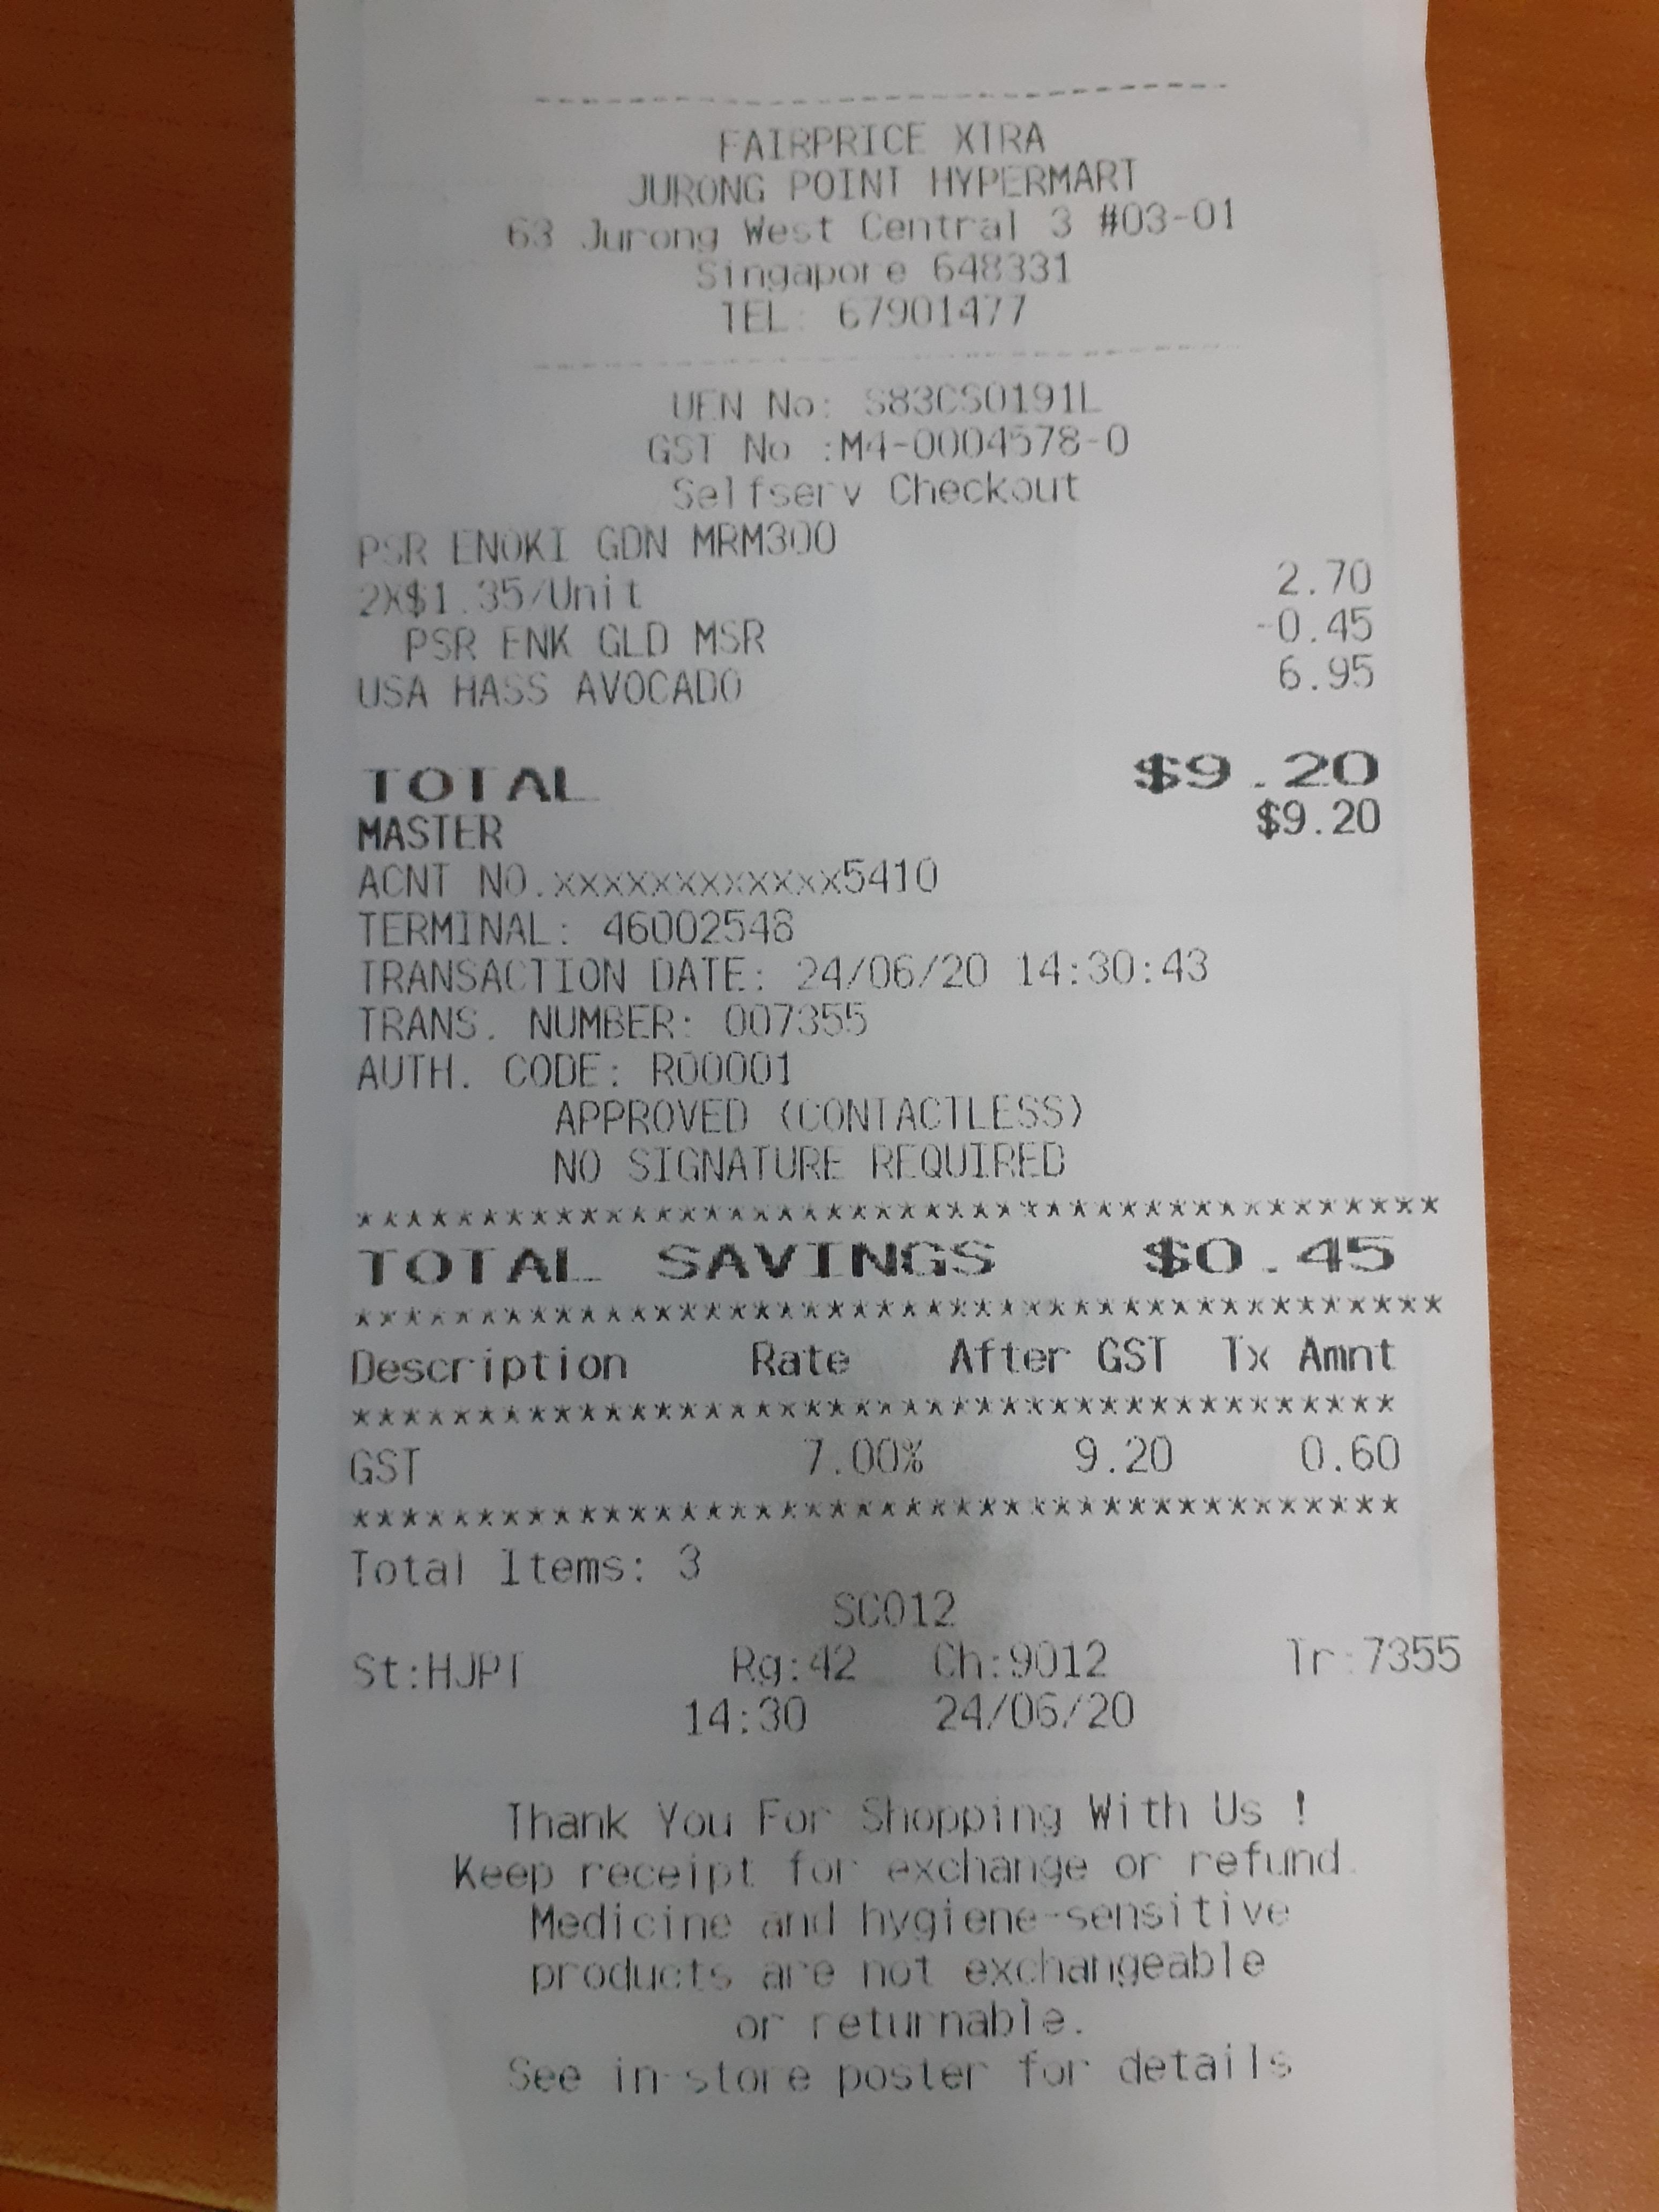 FAIRPRICE XTRA
JURONG POINT HYPERMART
63 Jurong West Central 3 #03-01
Singapore 648331
TEL: 67901477
UEN No: S83CS0191L
GST No :M4-0004578-0
Selfserv Checkout
PSR ENOKI GDN MRM300
2X$1.35/Unit 2.70
PSR ENK GLD MSR -0.45
USA HASS AVOCADO 6.95
TOTAL $9.20
MASTER $9.20
ACNT NO.xxxxxxxxxxxx5410
TERMINAL: 46002548
TRANSACTION DATE: 24/06/20 14:30:43
TRANS. NUMBER: 007355
AUTH. CODE: R00001
APPROVED (CONTACTLESS)
NO SIGNATURE REQUIRED
********************************************
TOTAL SAVINGS $0.45
********************************************
Description Rate After GST Tx Amnt
*******************************************
GST 7.00% 9.20 0.60
*******************************************
Total Items: 3
SC012
St:HJPT Rg:42 Ch:9012 Tr:7355
14:30 24/06/20
Thank You For Shopping With Us !
Keep receipt for exchange or refund.
Medicine and hygiene-sensitive
products are not exchangeable
or returnable.
See in-store poster for details